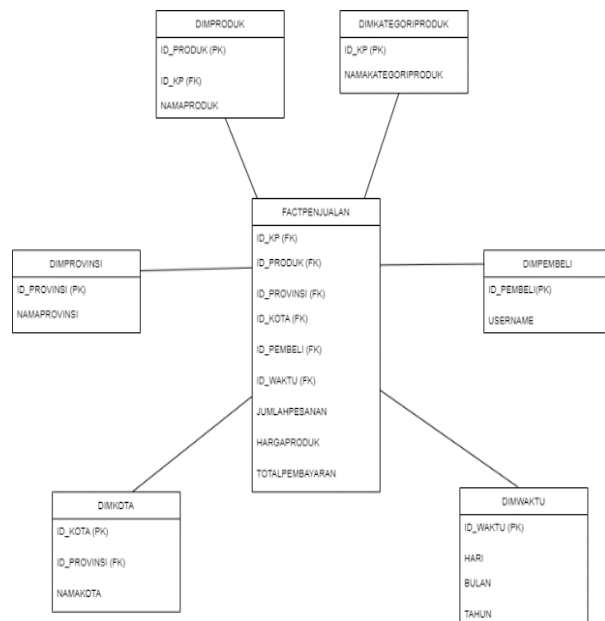 DIMPRODUK
ID_PRODUK (PK)
ID_KP (FK)
NAMAPRODUK
DIMKATEGORIPRODUK
ID_KP (PK)
NAMAKATEGORIPRODUK
FACTPENJUALAN
ID_KP (FK)
ID_PRODUK (FK)
ID_PROVINSI (FK)
ID_KOTA (FK)
ID_PEMBELI (FK)
ID_WAKTU (FK)
JUMLAHPESANAN
HARGAPRODUK
TOTALPEMBAYARAN
DIMPROVINSI
ID_PROVINSI (PK)
NAMAPROVINSI
DIMPEMBELI
ID_PEMBELI(PK)
USERNAME
DIMKOTA
ID_KOTA (PK)
ID_PROVINSI (FK)
NAMAKOTA
DIMWAKTU
ID_WAKTU (PK)
HARI
BULAN
TAHUN